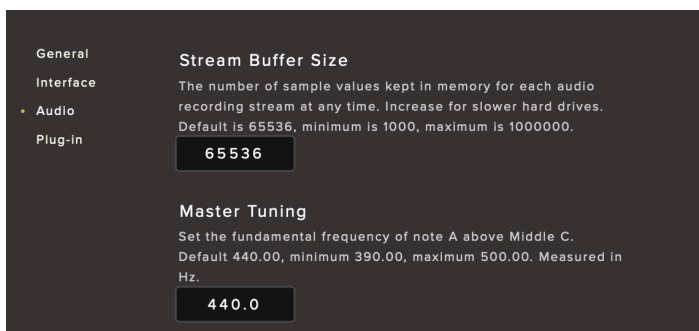 General
Interface
Audio
Plug-in
Stream Buffer Size
The number of sample values kept in memory for each audio
recording stream at any time. Increase for slower hard drives.
Default is 65536, minimum is 1000, maximum is 1000000.
65536
Master Tuning
Set the fundamental frequency of note A above Middle C.
Default 440.00, minimum 390.00, maximum 500.00. Measured in
Hz.
440.0